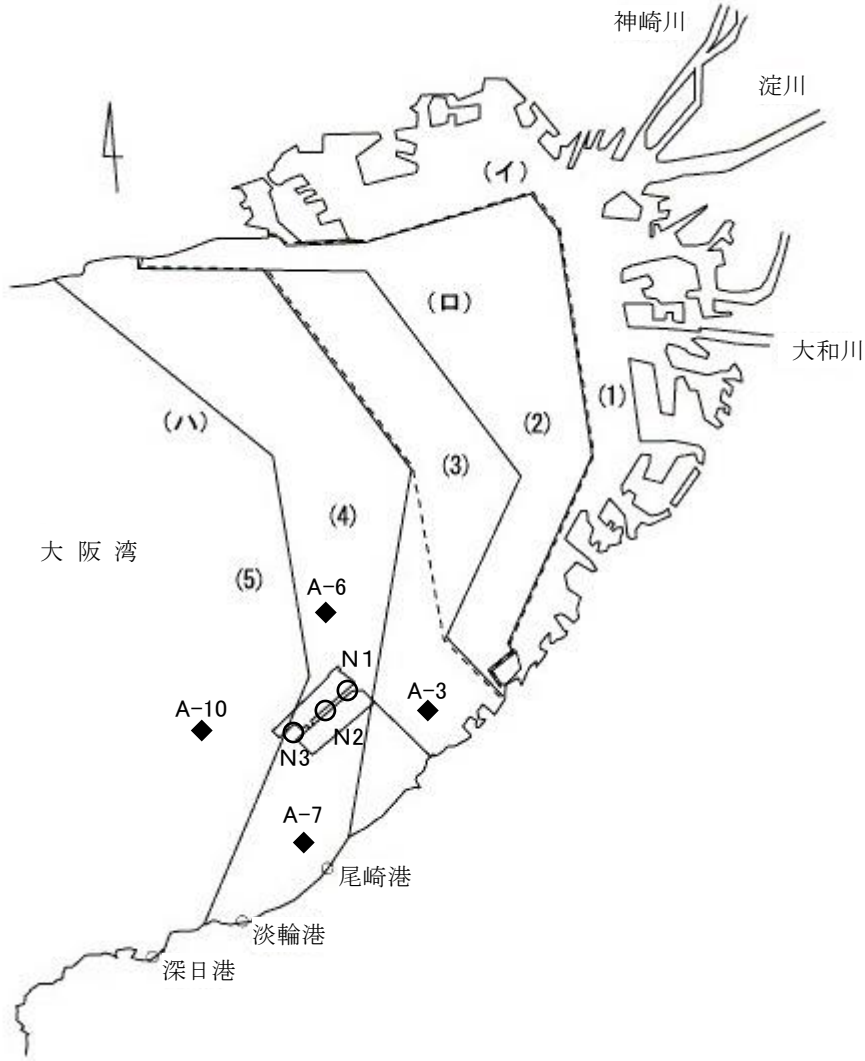 神崎川
淀川
(イ)
(ロ)
大和川
(1)
(ハ)
(2)
(3)
(4)
大阪湾
(5)
A-6
N1
A-3
A-10
N2
N3
A-7
尾崎港
淡輪港
深日港